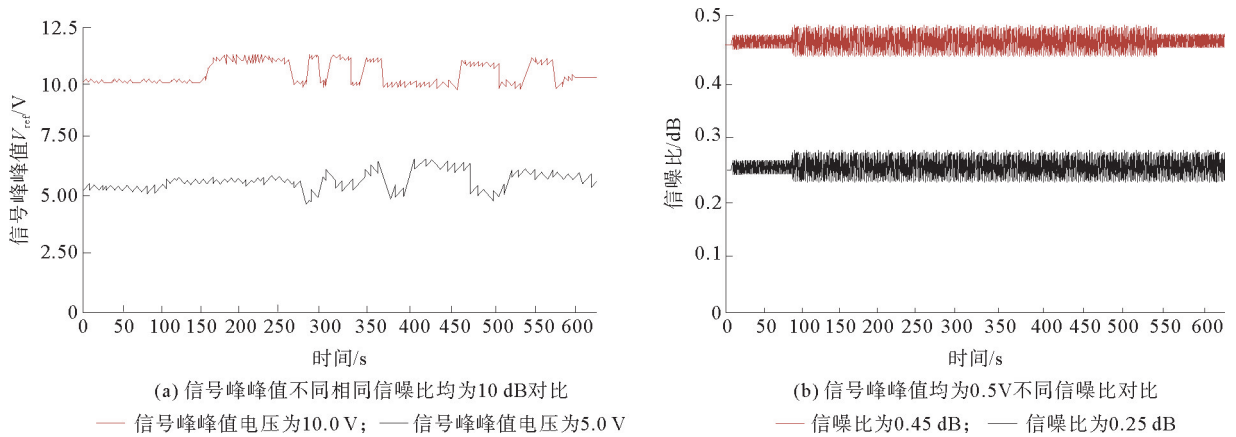 12.5
10.0
7.50
5.00
2.50
0
信号峰峰值Vref/V
0 50 100 150 200 250 300 350 400 450 500 550 600
时间/s
(a) 信号峰峰值不同相同信噪比均为10 dB对比
信号峰峰值电压为10.0 V; 信号峰峰值电压为5.0 V
0.5
0.4
0.3
0.2
0.1
0
信噪比/dB
0 50 100 150 200 250 300 350 400 450 500 550 600
时间/s
(b) 信号峰峰值均为0.5V不同信噪比对比
信噪比为0.45 dB; 信噪比为0.25 dB